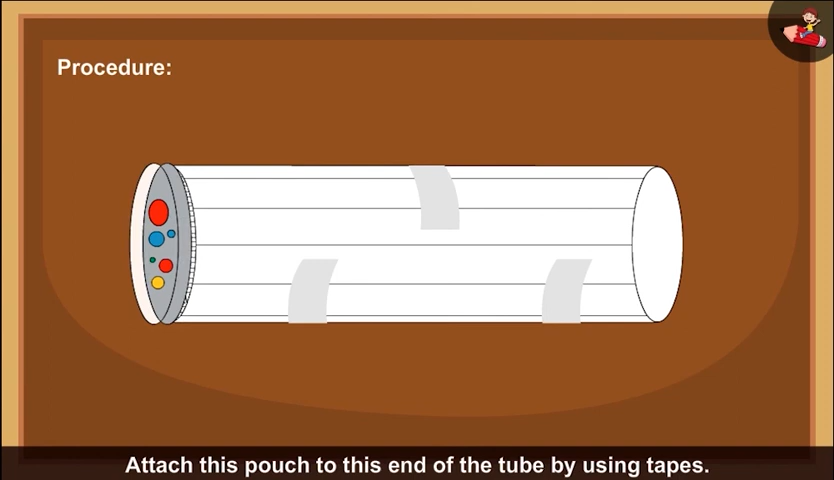 Procedure:
Attach this pouch to this end of the tube by using tapes.